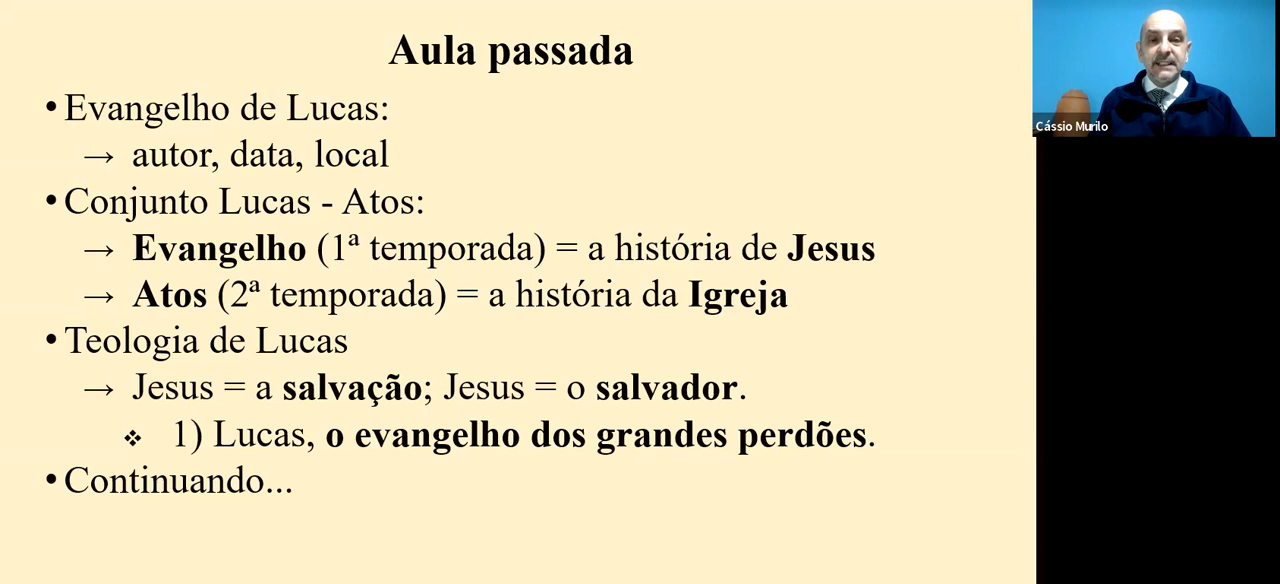 Aula passada
• Evangelho de Lucas:
→ autor, data, local
• Conjunto Lucas - Atos:
→ Evangelho (1ª temporada) = a história de Jesus
→ Atos (2ª temporada) = a história da Igreja
• Teologia de Lucas
→ Jesus = a salvação; Jesus = o salvador.
❖ 1) Lucas, o evangelho dos grandes perdões.
• Continuando...
Cássio Murilo